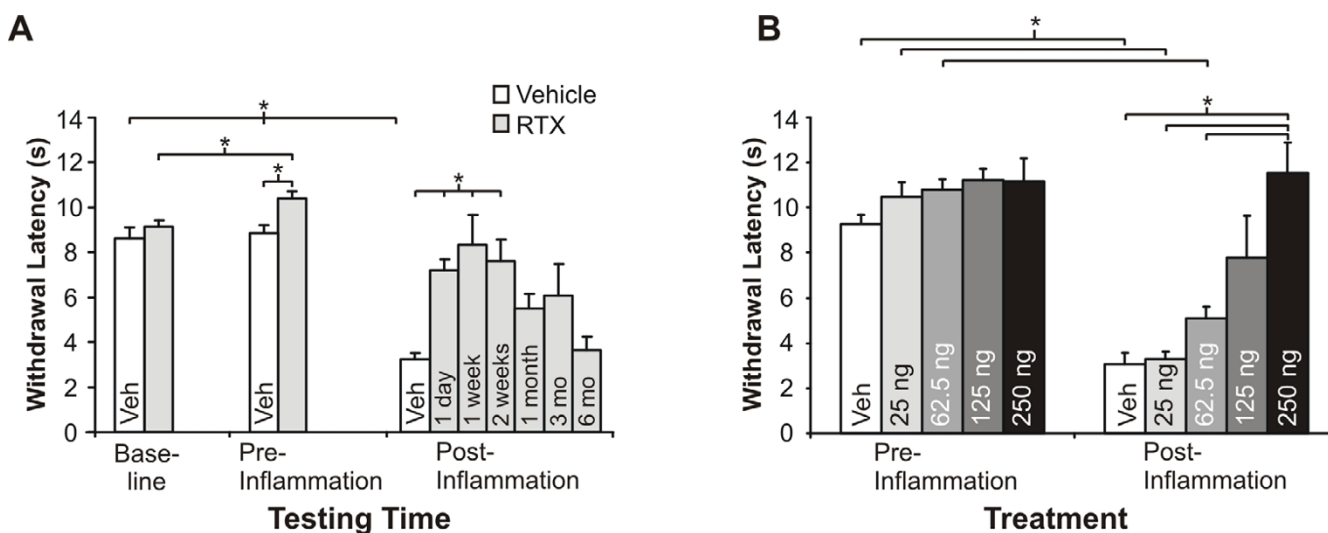 A
Withdrawal Latency (s)
14
12
10
8
6
4
2
0
*
*
*
*
Vehicle
RTX
Veh
Veh
Veh
1 day
1 week
2 weeks
1 month
3 mo
6 mo
Base-
line
Pre-
Inflammation
Post-
Inflammation
Testing Time
B
Withdrawal Latency (s)
14
12
10
8
6
4
2
0
*
*
Veh
25 ng
62.5 ng
125 ng
250 ng
Veh
25 ng
62.5 ng
125 ng
250 ng
Pre-
Inflammation
Post-
Inflammation
Treatment